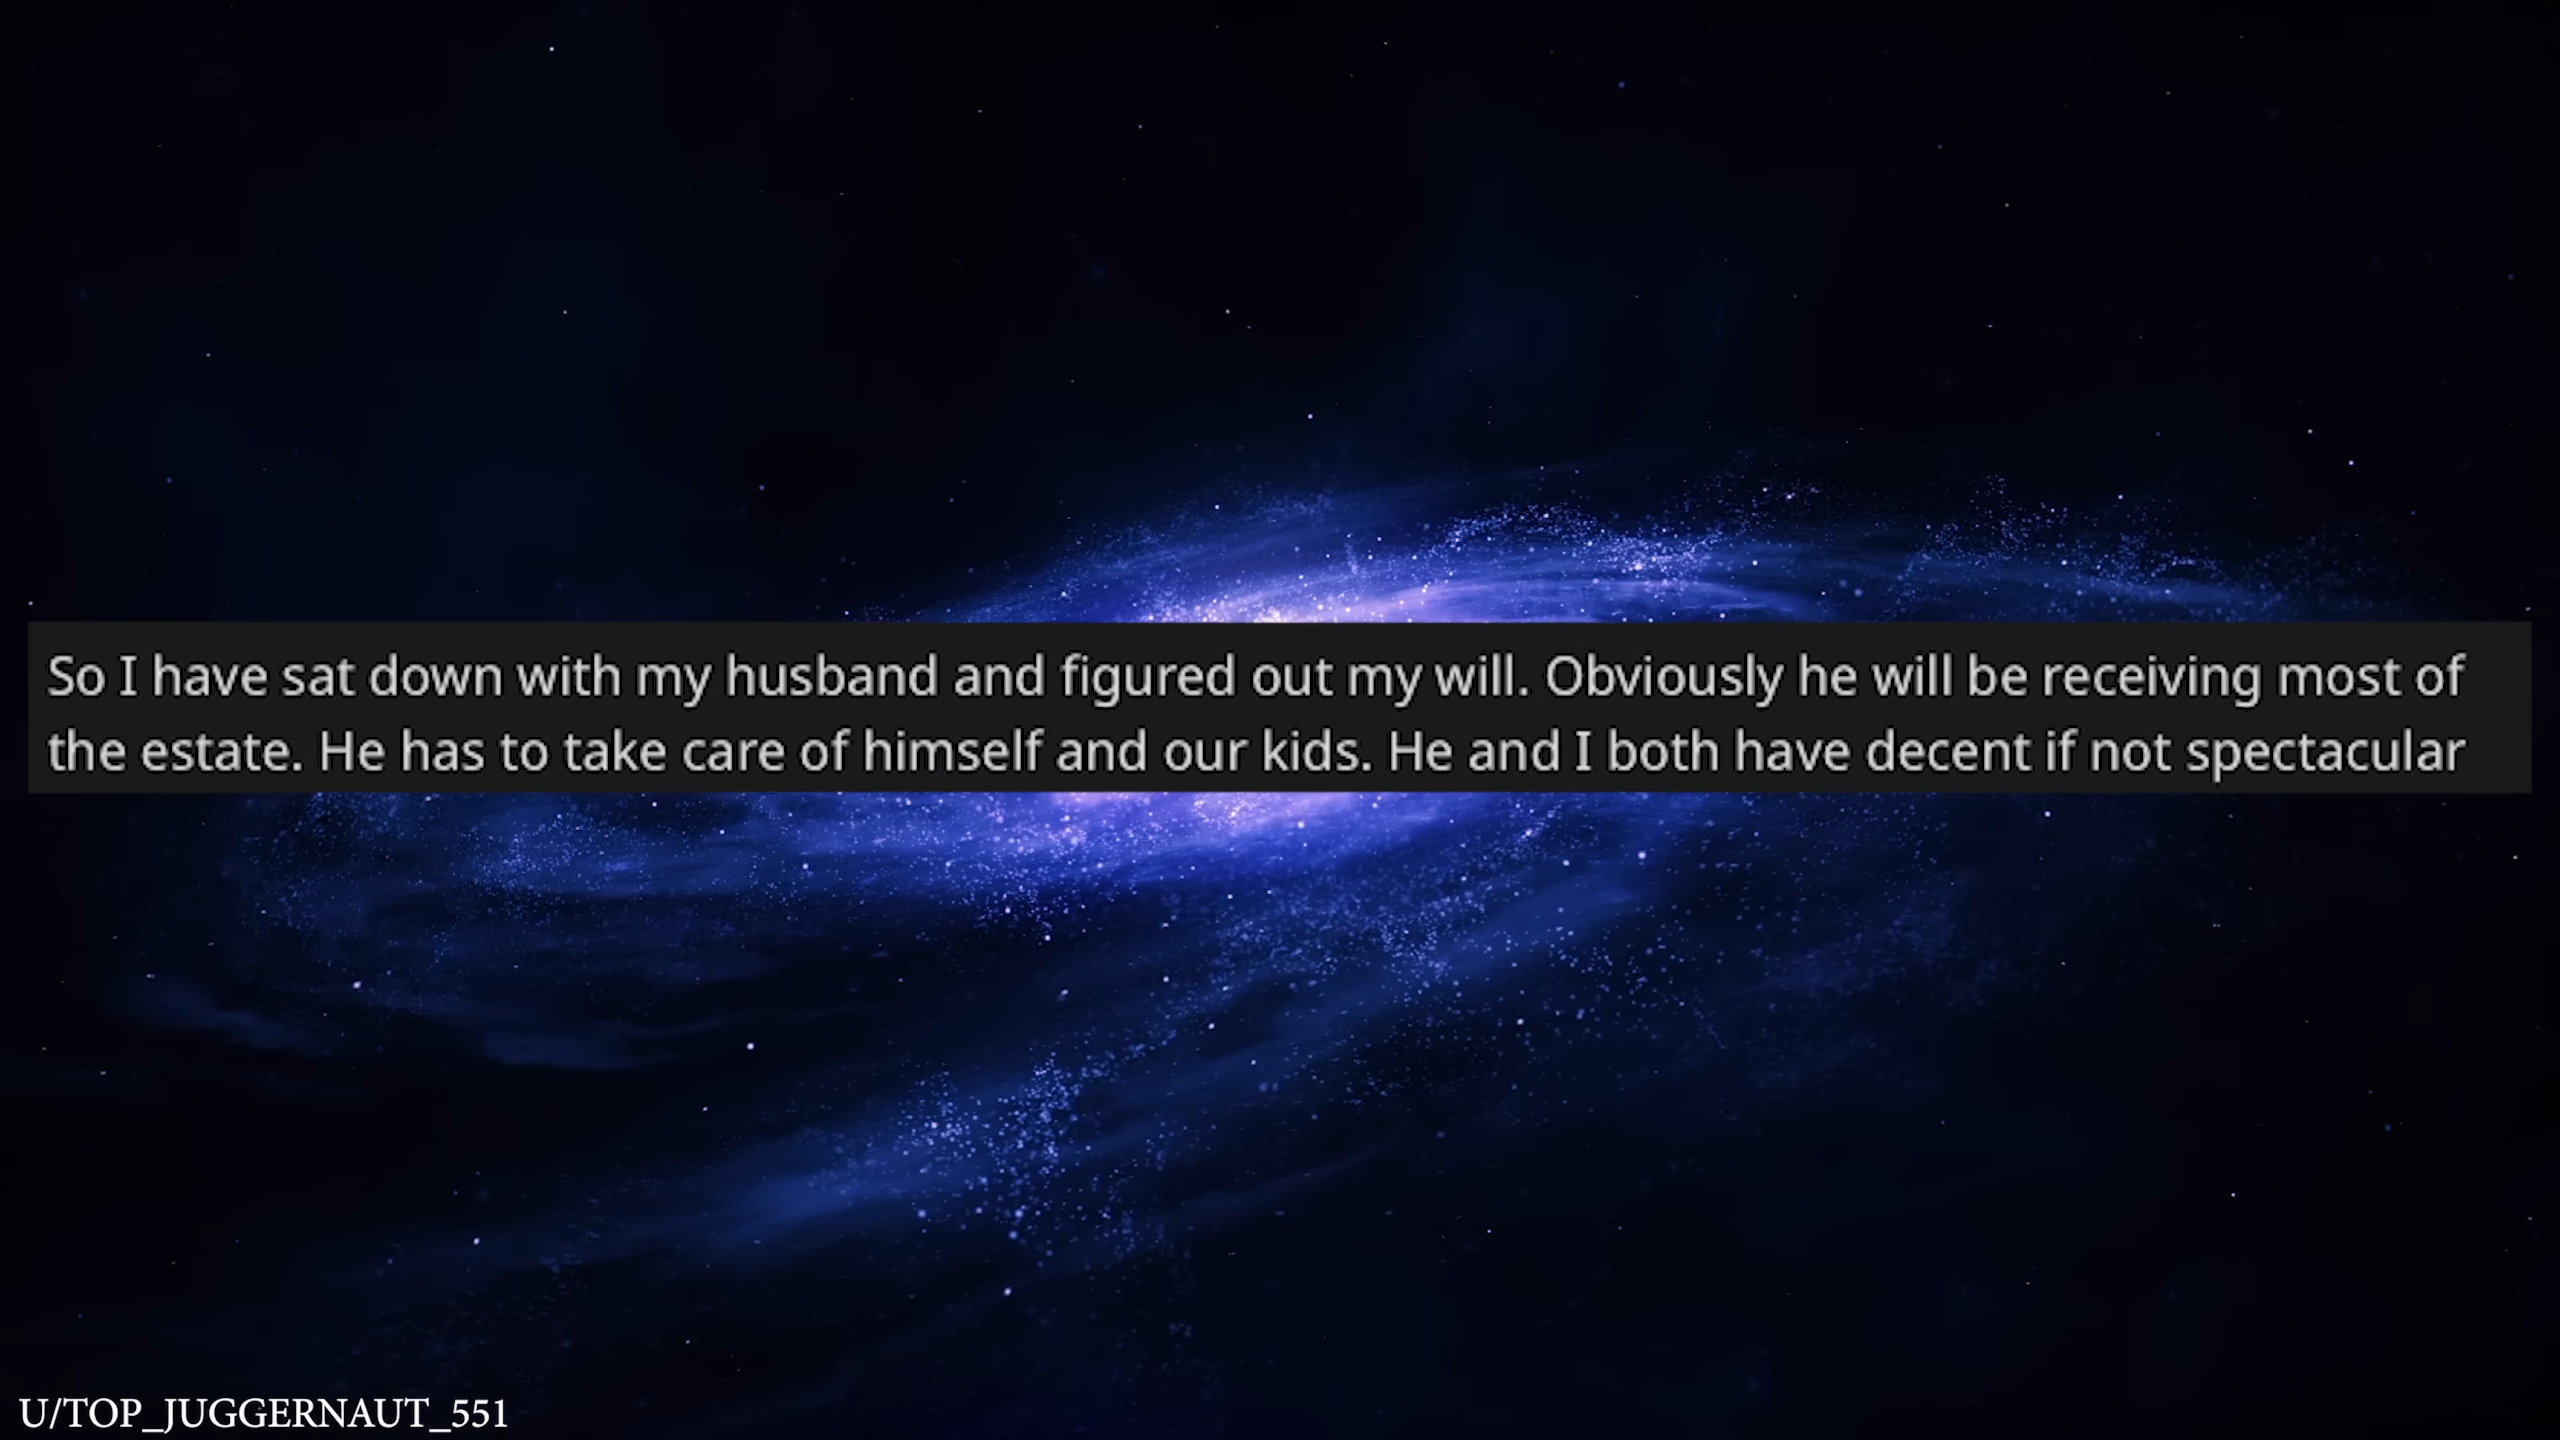 So I have sat down with my husband and figured out my will. Obviously he will be receiving most of
the estate. He has to take care of himself and our kids. He and I both have decent if not spectacular
U/TOP_JUGGERNAUT_551